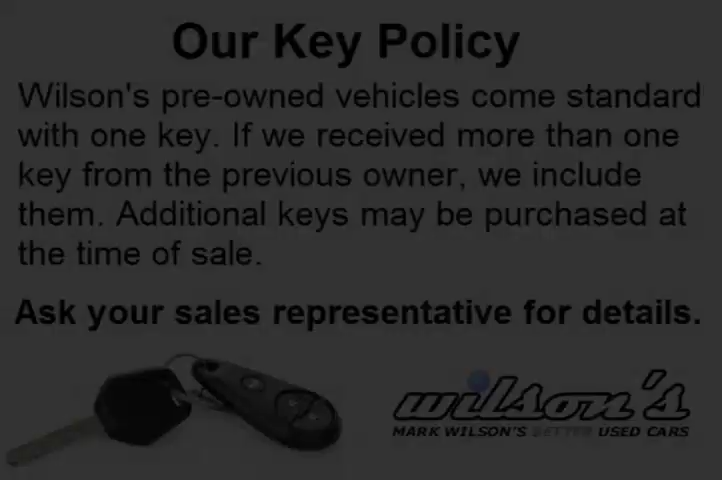 Our Key Policy
Wilson's pre-owned vehicles come standard
with one key. If we received more than one
key from the previous owner, we include
them. Additional keys may be purchased at
the time of sale.
Ask your sales representative for details.
wilson's
MARK WILSON'S BETTER USED CARS